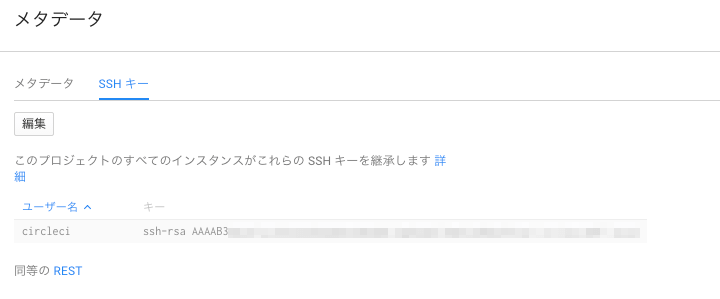 メタデータ
メタデータ SSH キー
編集
このプロジェクトのすべてのインスタンスがこれらの SSH キーを継承します 詳
細
ユーザー名 キー
circleci ssh-rsa AAAAB3
同等の REST